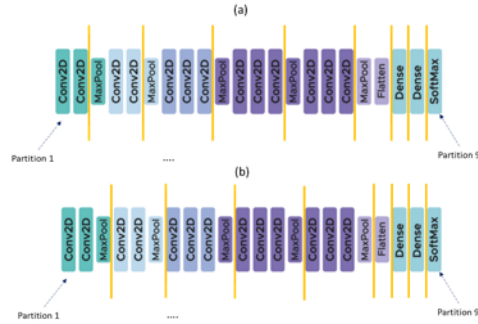 (a)
Conv2D
Conv2D
MaxPool
Conv2D
Conv2D
MaxPool
Conv2D
Conv2D
Conv2D
MaxPool
Conv2D
Conv2D
Conv2D
MaxPool
Conv2D
Conv2D
Conv2D
MaxPool
Flatten
Dense
Dense
SoftMax
Partition 1
....
Partition 9
(b)
Conv2D
Conv2D
MaxPool
Conv2D
Conv2D
MaxPool
Conv2D
Conv2D
Conv2D
MaxPool
Conv2D
Conv2D
Conv2D
MaxPool
Conv2D
Conv2D
Conv2D
MaxPool
Flatten
Dense
Dense
SoftMax
Partition 1
....
Partition 9